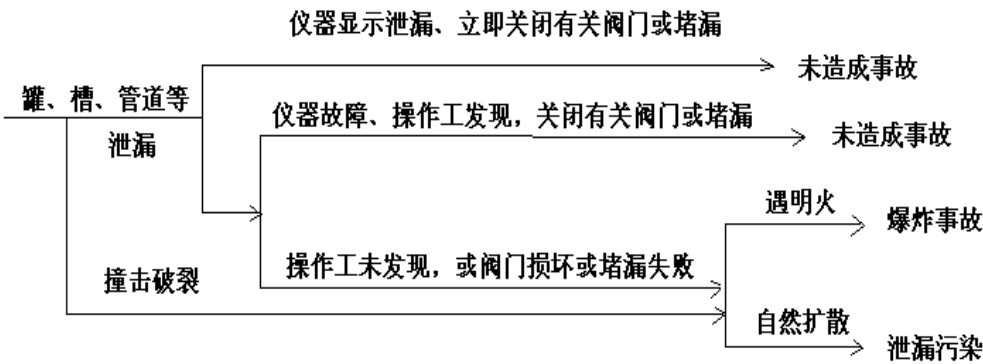 仪器显示泄漏、立即关闭有关阀门或堵漏
未造成事故
罐、槽、管道等
泄漏
仪器故障、操作工发现，关闭有关阀门或堵漏
未造成事故
遇明火
爆炸事故
操作工未发现，或阀门损坏或堵漏失败
撞击破裂
自然扩散
泄漏污染